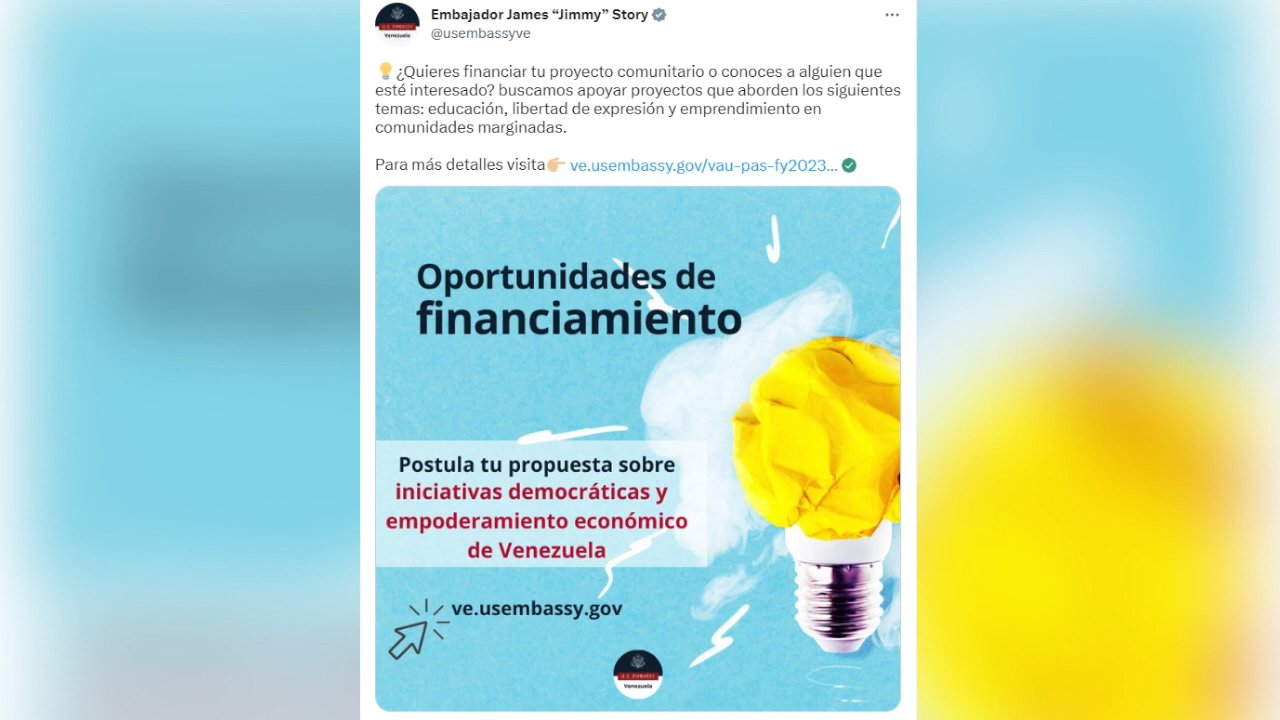 Embajador James “Jimmy” Story
@usembassyve
¿Quieres financiar tu proyecto comunitario o conoces a alguien que
esté interesado? buscamos apoyar proyectos que aborden los siguientes
temas: educación, libertad de expresión y emprendimiento en
comunidades marginadas.
Para más detalles visita ve.usembassy.gov/vau-pas-fy2023...
Oportunidades de
financiamiento
Postula tu propuesta sobre
iniciativas democráticas y
empoderamiento económico
de Venezuela
ve.usembassy.gov
U.S. EMBASSY
Venezuela
U.S. EMBASSY
Venezuela